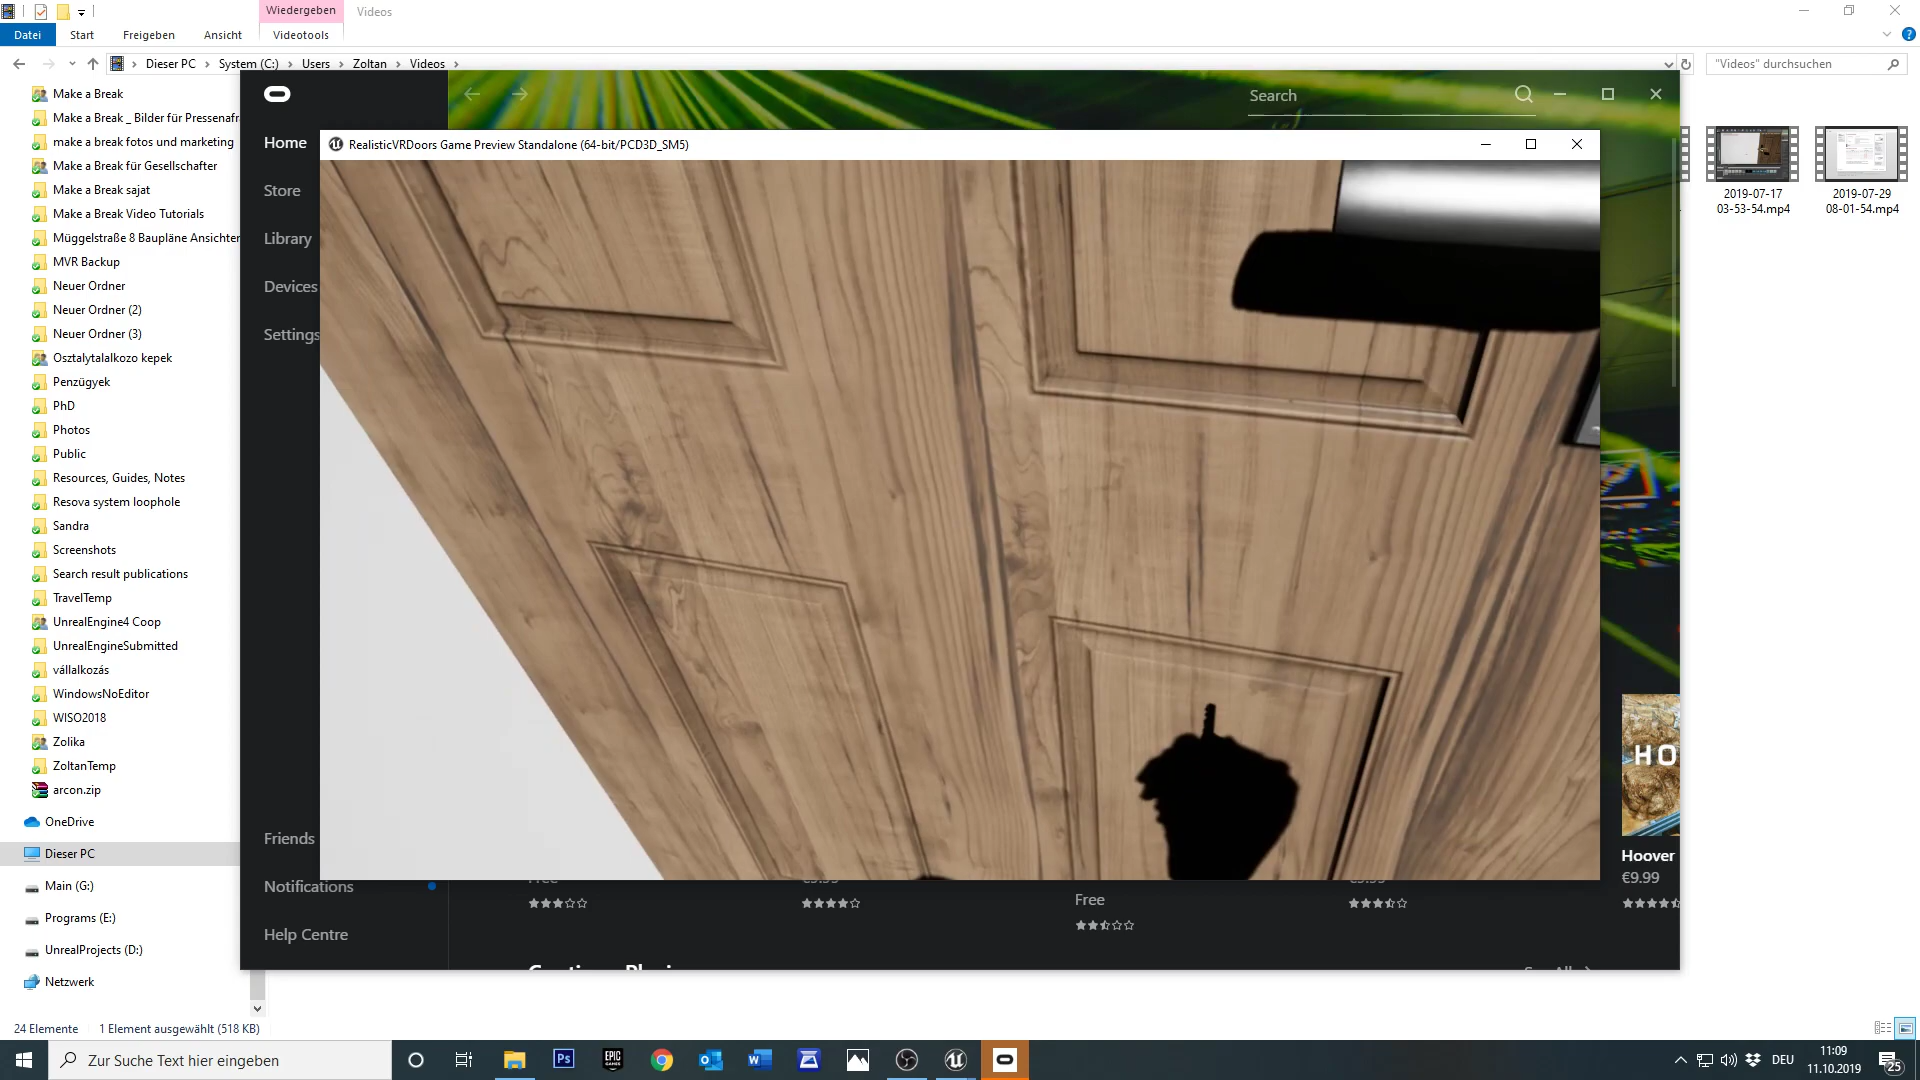 Wiedergeben
Videos
Datei
Start
Freigeben
Ansicht
Videotools
Dieser PC
System (C:)
Users
Zoltan
Videos
"Videos" durchsuchen
Make a Break
Make a Break _ Bilder für Pressenafr
make a break fotos und marketing
Make a Break für Gesellschafter
Make a Break sajat
Make a Break Video Tutorials
Müggelstraße 8 Baupläne Ansichten
MVR Backup
Neuer Ordner
Neuer Ordner (2)
Neuer Ordner (3)
Osztalytalalkozo kepek
Penzügyek
PhD
Photos
Public
Resources, Guides, Notes
Resova system loophole
Sandra
Screenshots
Search result publications
TravelTemp
UnrealEngine4 Coop
UnrealEngineSubmitted
vállalkozás
WindowsNoEditor
WISO2018
Zolika
ZoltanTemp
arcon.zip
OneDrive
Dieser PC
Main (G:)
Programs (E:)
UnrealProjects (D:)
Netzwerk
24 Elemente
1 Element ausgewählt (518 KB)
Search
Home
Store
Library
Devices
Settings
Friends
Notifications
Help Centre
RealisticVRDoors Game Preview Standalone (64-bit/PCD3D_SM5)
2019-07-17
03-53-54.mp4
2019-07-29
08-01-54.mp4
HO
Hoover
€9.99
Free
Zur Suche Text hier eingeben
Ps
EPIC
GAMES
DEU
11:09
11.10.2019
25